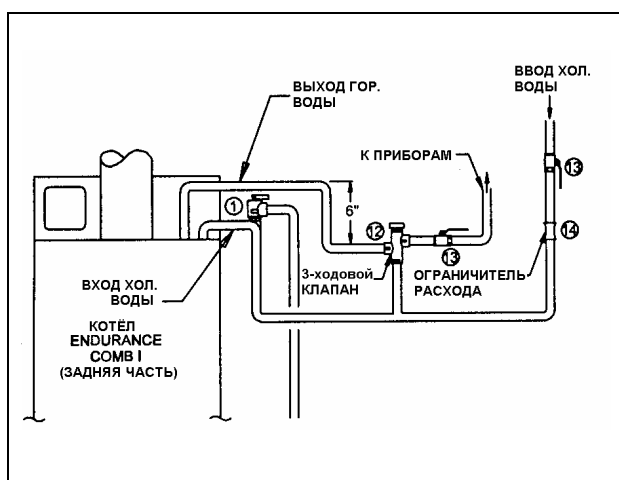 ВЫХОД ГОР.
ВОДЫ
ВВОД ХОЛ.
ВОДЫ
К ПРИБОРАМ
13
1
6"
12
13
14
3-ходовой
КЛАПАН
ОГРАНИЧИТЕЛЬ
РАСХОДА
ВХОД ХОЛ.
ВОДЫ
КОТЁЛ
ENDURANCE
COMB I
(ЗАДНЯЯ ЧАСТЬ)